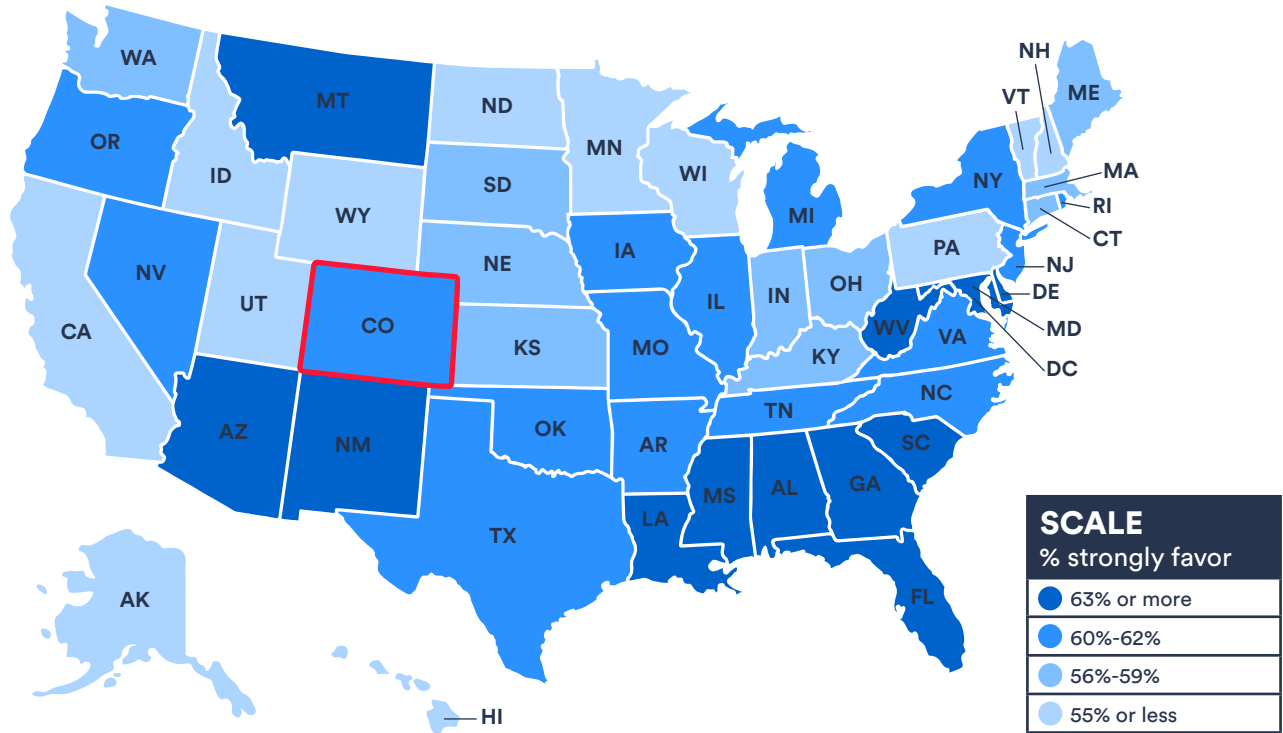 NH
WA
ME
VT
MT
ND
OR
MN
MA
ID
WI
NY
SD
RI
WY
MI
CT
PA
IA
NE
NJ
NV
OH
DE
UT
IN
IL
CO
WV
MD
CA
VA
KS
MO
KY
DC
NC
TN
AZ
OK
NM
AR
SC
GA
AL
MS
LA
TX
SCALE
% strongly favor
AK
FL
63% or more
60%-62%
56%-59%
55% or less
HI